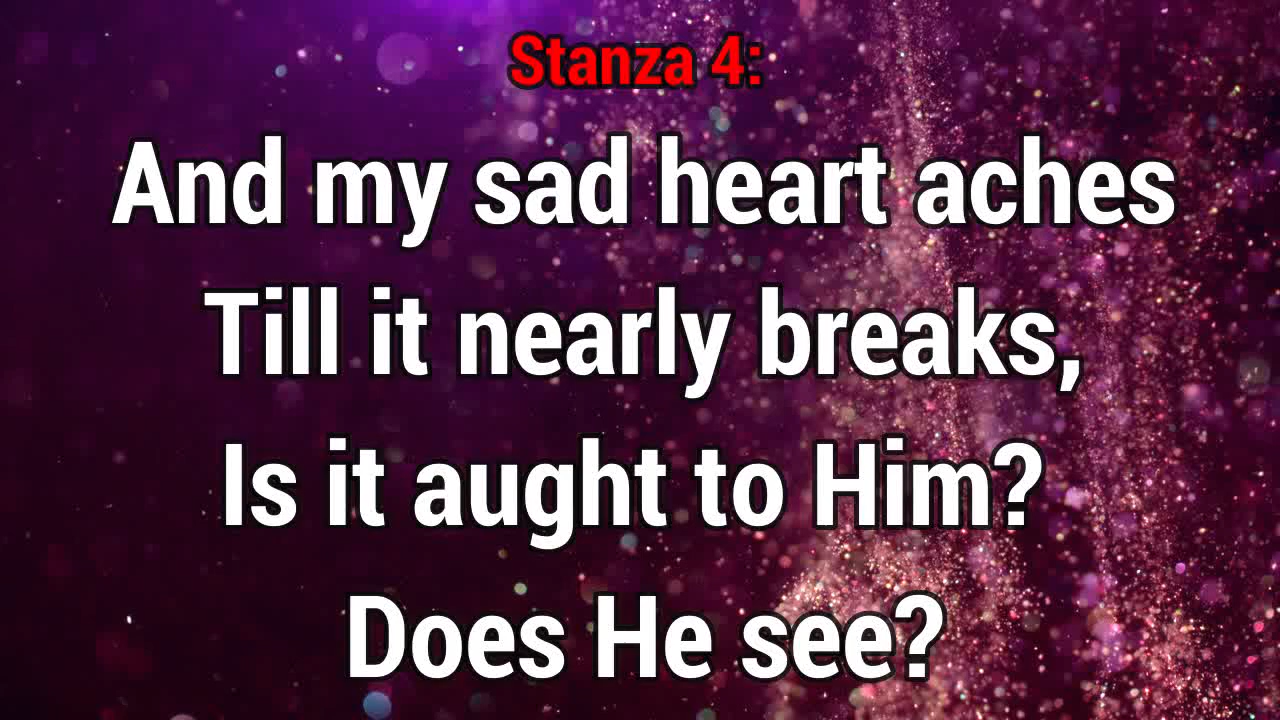 Stanza 4:
And my sad heart aches
Till it nearly breaks,
Is it aught to Him?
Does He see?